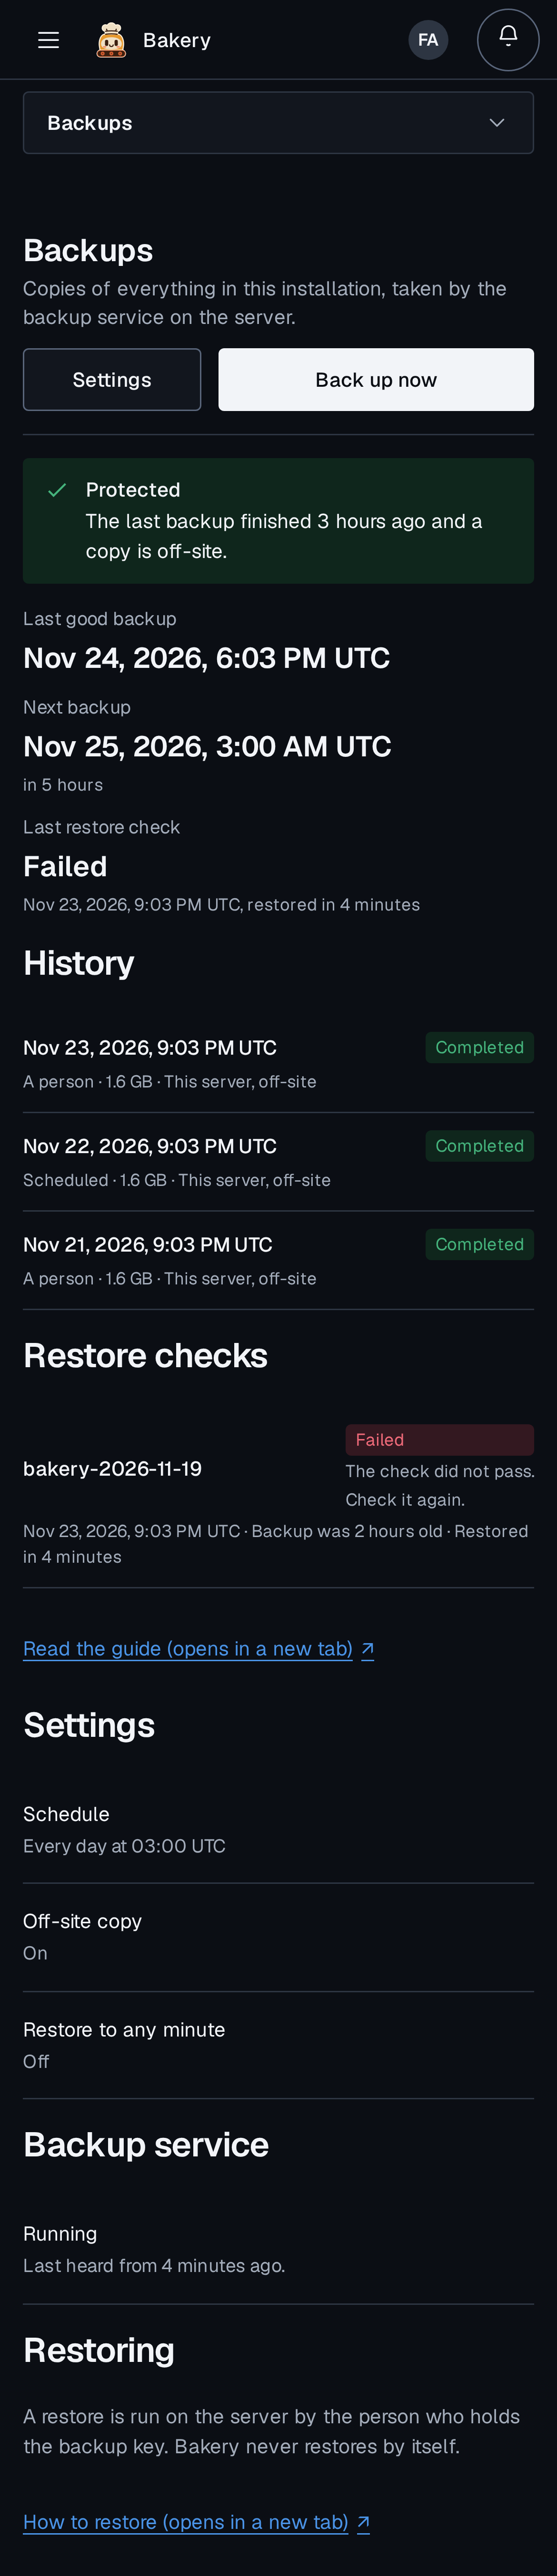 Bakery
FA
Backups
Backups
Copies of everything in this installation, taken by the
backup service on the server.
Settings
Back up now
Protected
The last backup finished 3 hours ago and a
copy is off-site.
Last good backup
Nov 24, 2026, 6:03 PM UTC
Next backup
Nov 25, 2026, 3:00 AM UTC
in 5 hours
Last restore check
Failed
Nov 23, 2026, 9:03 PM UTC, restored in 4 minutes
History
Nov 23, 2026, 9:03 PM UTC
Completed
A person · 1.6 GB · This server, off-site
Nov 22, 2026, 9:03 PM UTC
Completed
Scheduled · 1.6 GB · This server, off-site
Nov 21, 2026, 9:03 PM UTC
Completed
A person · 1.6 GB · This server, off-site
Restore checks
bakery-2026-11-19
Failed
The check did not pass.
Check it again.
Nov 23, 2026, 9:03 PM UTC · Backup was 2 hours old · Restored
in 4 minutes
Read the guide (opens in a new tab)
Settings
Schedule
Every day at 03:00 UTC
Off-site copy
On
Restore to any minute
Off
Backup service
Running
Last heard from 4 minutes ago.
Restoring
A restore is run on the server by the person who holds
the backup key. Bakery never restores by itself.
How to restore (opens in a new tab)